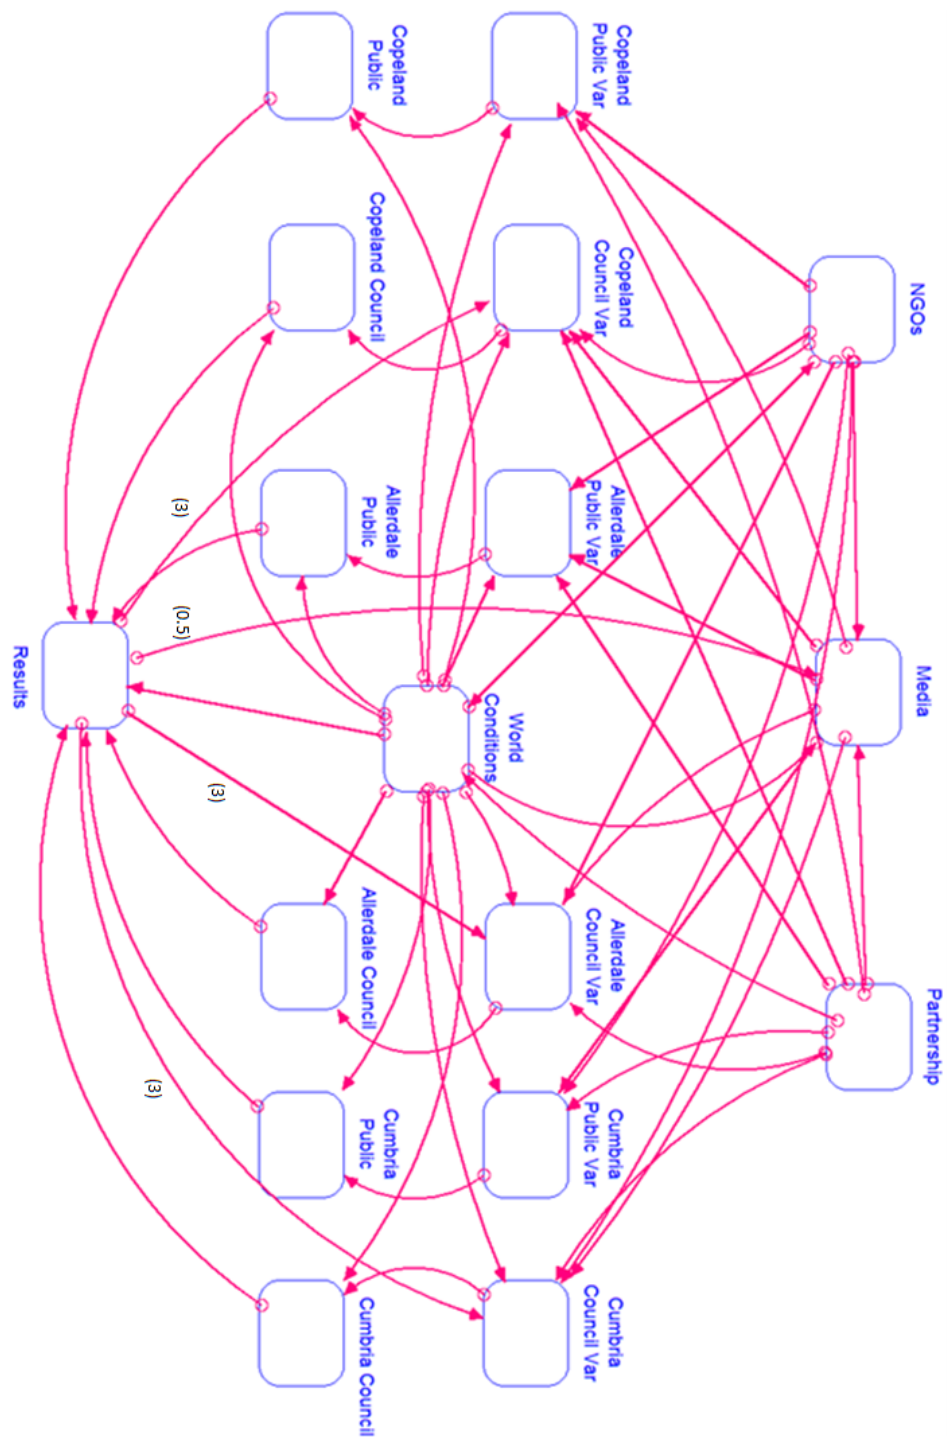 NGOs
Media
Partnership
Copeland
Public Var
Copeland
Council Var
Allerdale
Public Var
Allerdale
Council Var
Cumbria
Public Var
Cumbria
Council Var
World
Conditions
Copeland
Public
Copeland Council
Allerdale
Public
Allerdale Council
Cumbria
Public
Cumbria Council
(3)
(0.5)
(3)
(3)
Results